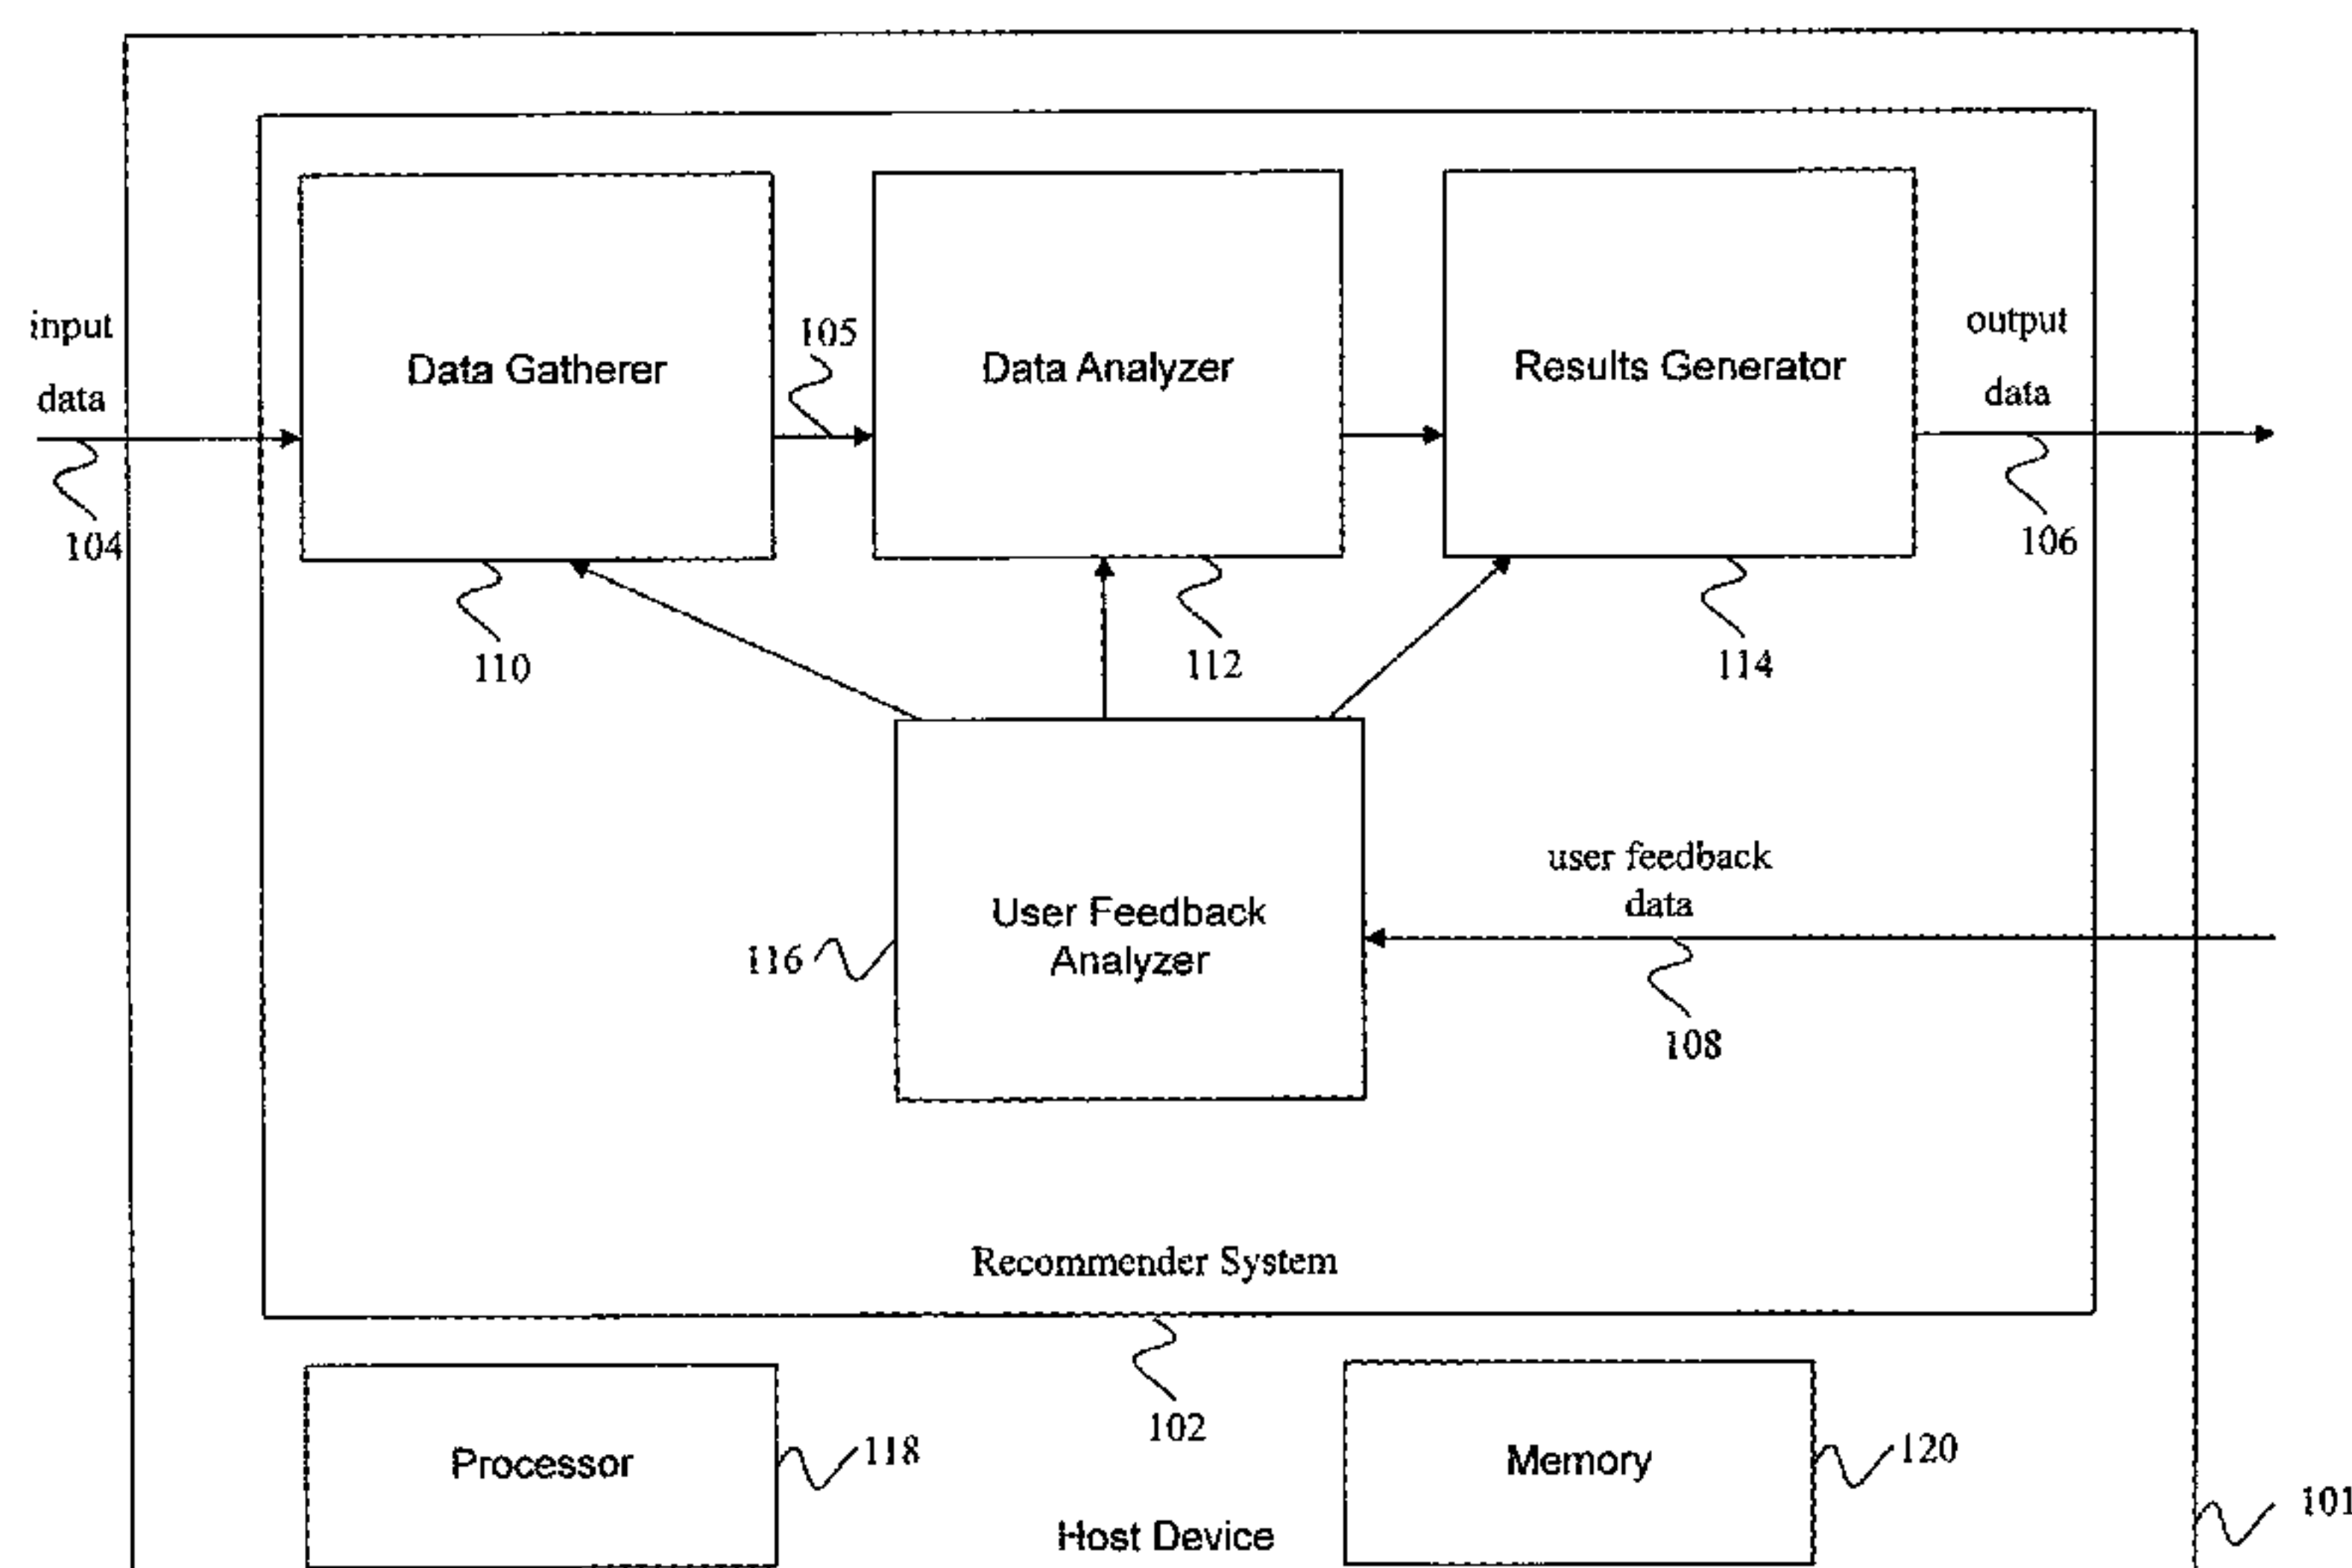 input
data
104
Data Gatherer
105
Data Analyzer
Results Generator
output
data
106
110
112
114
116
User Feedback
Analyzer
user feedback
data
108
Recommender System
102
Processor
118
Memory
120
Host Device
101